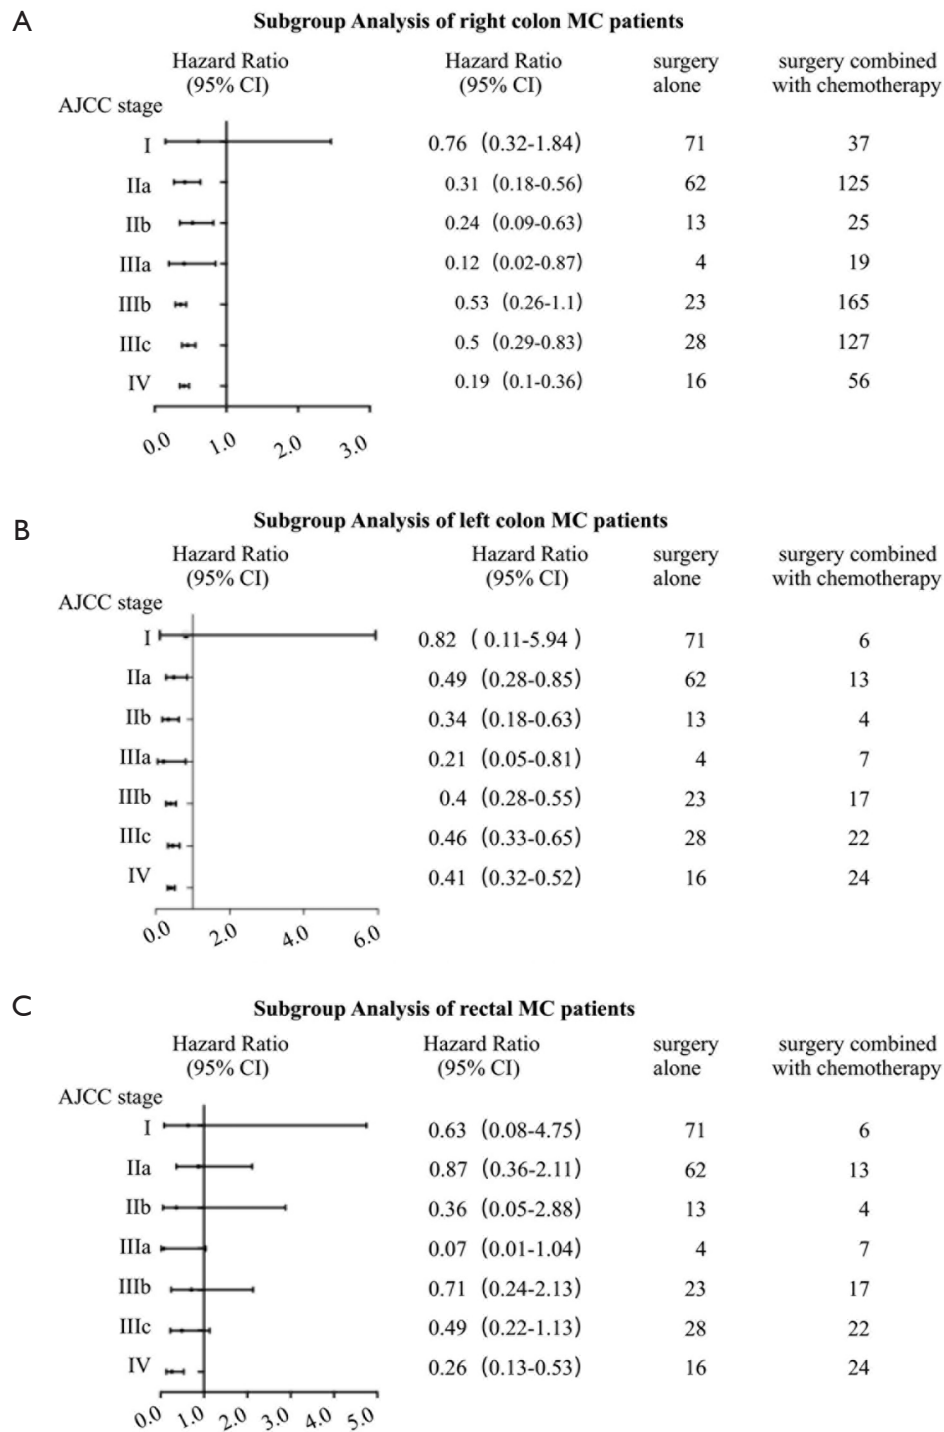 A
Subgroup Analysis of right colon MC patients
Hazard Ratio Hazard Ratio surgery surgery combined
(95% CI) (95% CI) alone with chemotherapy
AJCC stage
I 0.76 (0.32-1.84) 71 37
IIa 0.31 (0.18-0.56) 62 125
IIb 0.24 (0.09-0.63) 13 25
IIIa 0.12 (0.02-0.87) 4 19
IIIb 0.53 (0.26-1.1) 23 165
IIIc 0.5 (0.29-0.83) 28 127
IV 0.19 (0.1-0.36) 16 56
0.0 1.0 2.0 3.0
B
Subgroup Analysis of left colon MC patients
Hazard Ratio Hazard Ratio surgery surgery combined
(95% CI) (95% CI) alone with chemotherapy
AJCC stage
I 0.82 ( 0.11-5.94 ) 71 6
IIa 0.49 (0.28-0.85) 62 13
IIb 0.34 (0.18-0.63) 13 4
IIIa 0.21 (0.05-0.81) 4 7
IIIb 0.4 (0.28-0.55) 23 17
IIIc 0.46 (0.33-0.65) 28 22
IV 0.41 (0.32-0.52) 16 24
0.0 2.0 4.0 6.0
C
Subgroup Analysis of rectal MC patients
Hazard Ratio Hazard Ratio surgery surgery combined
(95% CI) (95% CI) alone with chemotherapy
AJCC stage
I 0.63 (0.08-4.75) 71 6
IIa 0.87 (0.36-2.11) 62 13
IIb 0.36 (0.05-2.88) 13 4
IIIa 0.07 (0.01-1.04) 4 7
IIIb 0.71 (0.24-2.13) 23 17
IIIc 0.49 (0.22-1.13) 28 22
IV 0.26 (0.13-0.53) 16 24
0.0 1.0 2.0 3.0 4.0 5.0